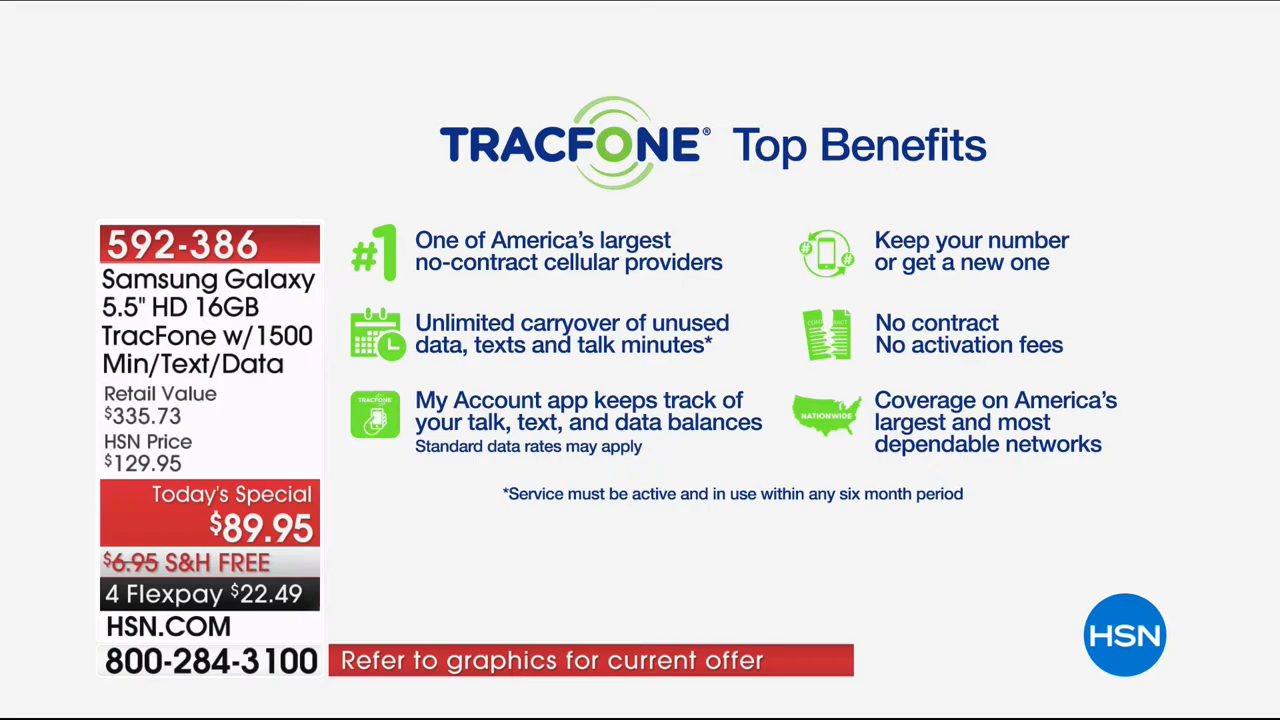 TRACFONE® Top Benefits
592-386
Samsung Galaxy
5.5" HD 16GB
TracFone w/1500
Min/Text/Data
Retail Value
$335.73
HSN Price
$129.95
Today's Special
$89.95
$6.95 S&H FREE
4 Flexpay $22.49
HSN.COM
800-284-3100
#1
One of America's largest
no-contract cellular providers
Unlimited carryover of unused
data, texts and talk minutes*
TRACFONE
My Account app keeps track of
your talk, text, and data balances
Standard data rates may apply
# #
Keep your number
or get a new one
CONTRACT
No contract
No activation fees
NATIONWIDE
Coverage on America's
largest and most
dependable networks
*Service must be active and in use within any six month period
Refer to graphics for current offer
HSN